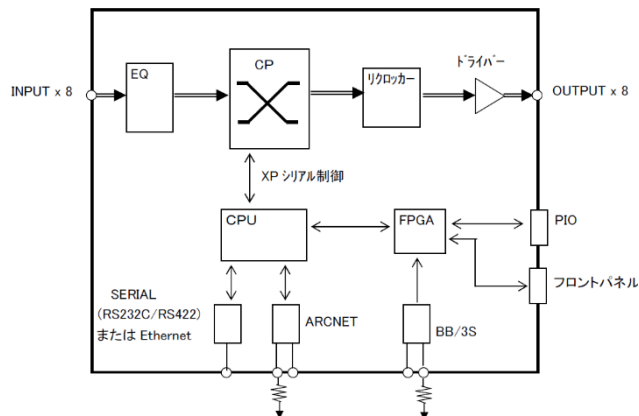 INPUT x 8
EQ
CP
リクロッカー
ドライバー
OUTPUT x 8
XP シリアル制御
CPU
FPGA
PIO
フロントパネル
SERIAL
(RS232C/RS422)
または Ethernet
ARCNET
BB/3S